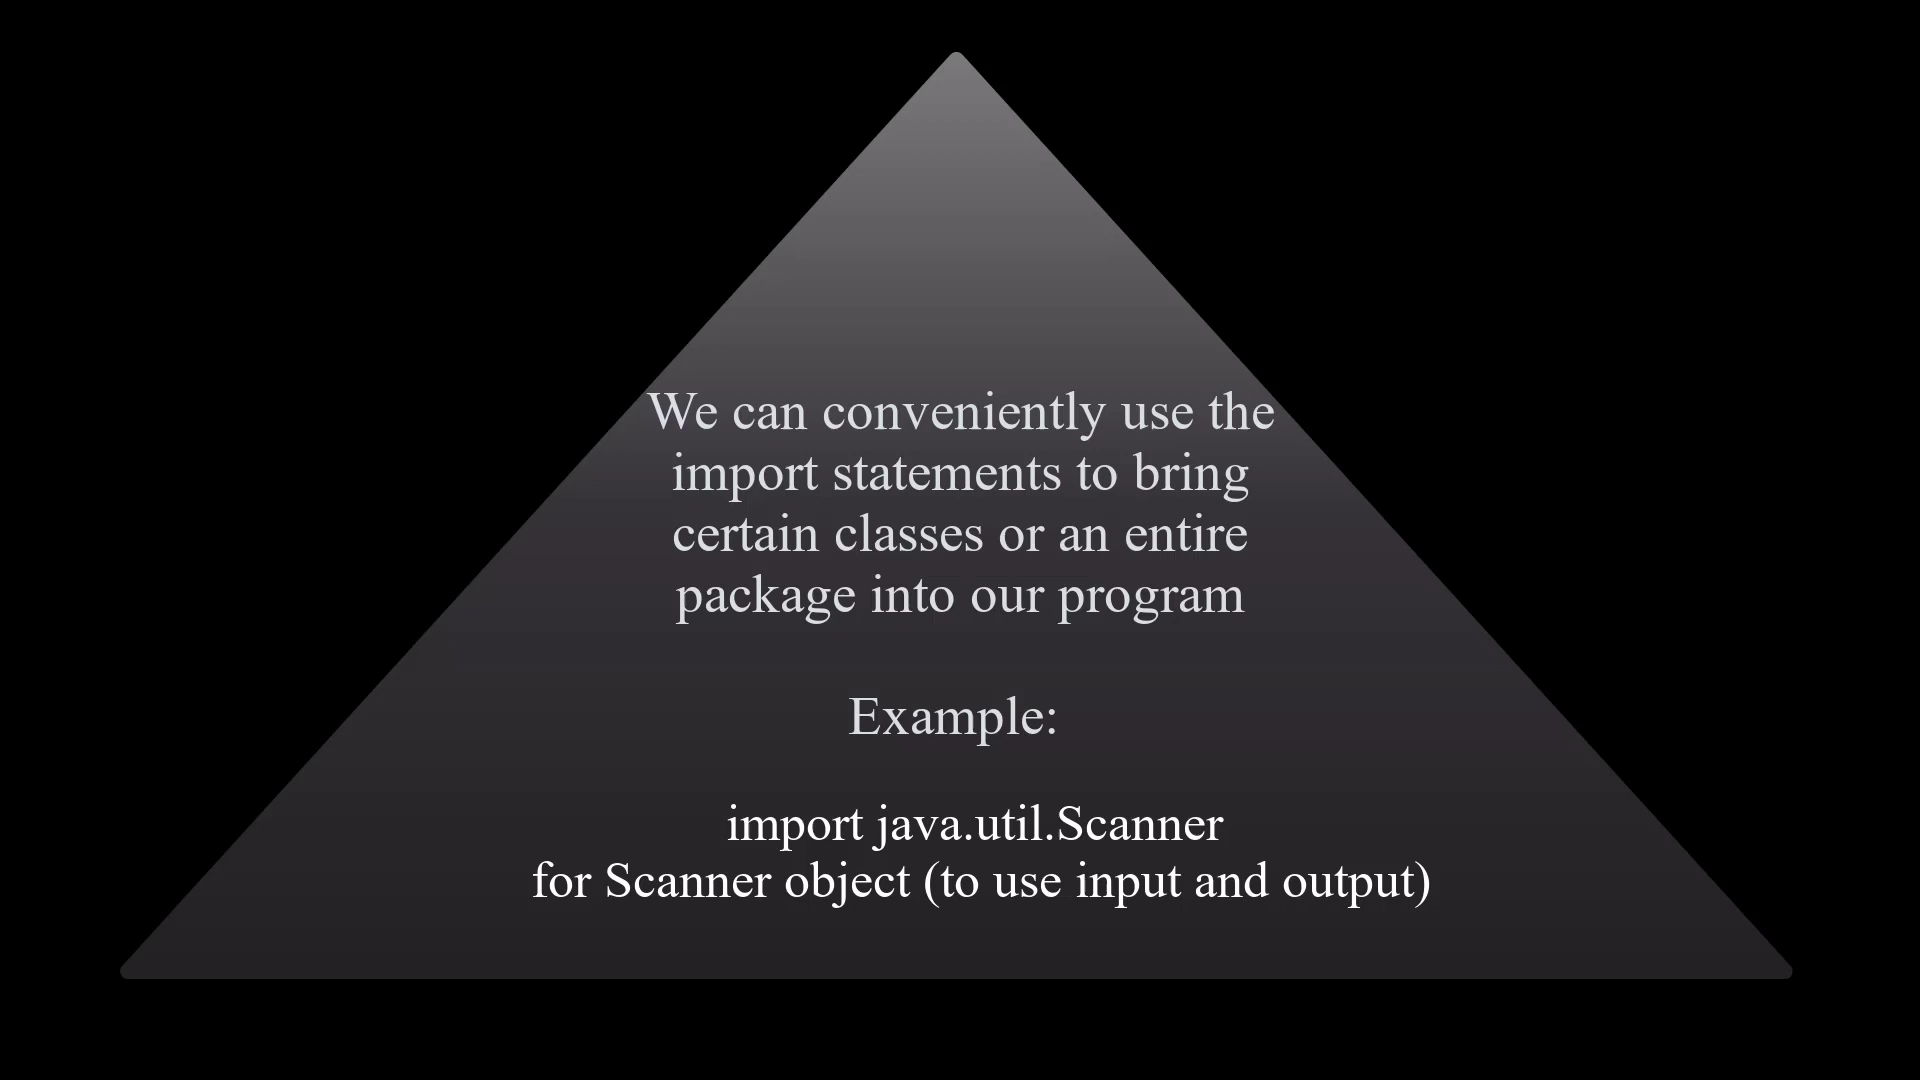 We can conveniently use the
import statements to bring
certain classes or an entire
package into our program
Example:
import java.util.Scanner
for Scanner object (to use input and output)